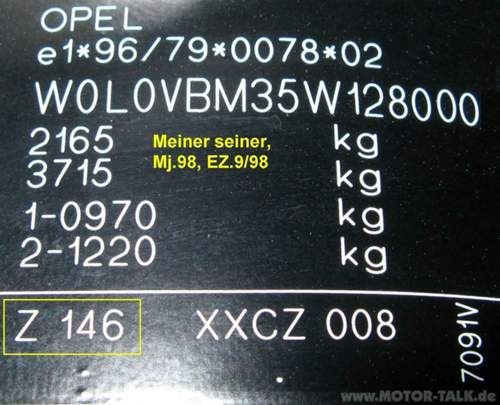 OPEL
e1*96/79*0078*02
W0L0VBM35W128000
2165 kg
Meiner seiner,
Mj.98, EZ.9/98
3715 kg
1-0970 kg
2-1220 kg
Z 146 XXCZ 008
7091V
www.MOTOR-TALK.de